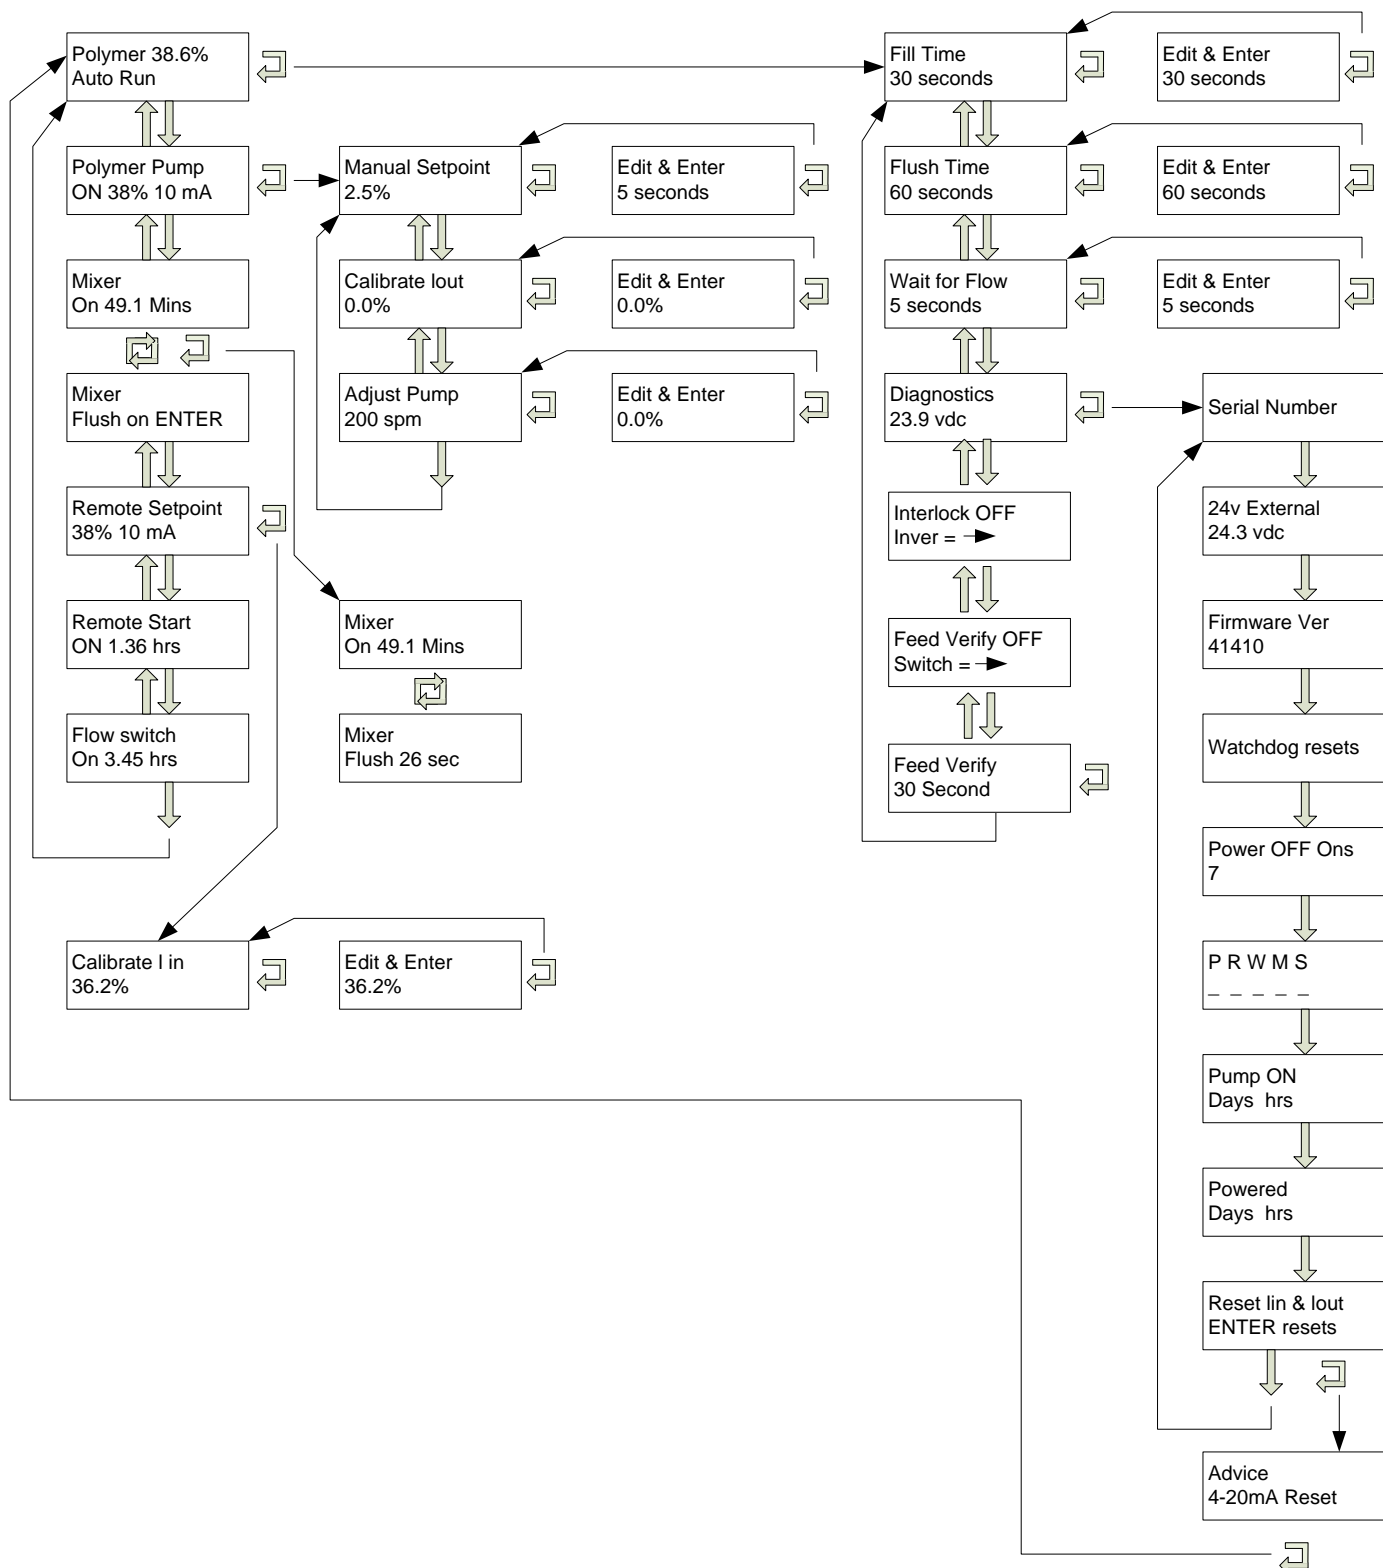 Polymer 38.6%
Auto Run
Polymer Pump
ON 38% 10 mA
Mixer
On 49.1 Mins
Mixer
Flush on ENTER
Remote Setpoint
38% 10 mA
Remote Start
ON 1.36 hrs
Flow switch
On 3.45 hrs
Calibrate I in
36.2%
Edit & Enter
36.2%
Manual Setpoint
2.5%
Edit & Enter
5 seconds
Calibrate Iout
0.0%
Edit & Enter
0.0%
Adjust Pump
200 spm
Edit & Enter
0.0%
Mixer
On 49.1 Mins
Mixer
Flush 26 sec
Fill Time
30 seconds
Edit & Enter
30 seconds
Flush Time
60 seconds
Edit & Enter
60 seconds
Wait for Flow
5 seconds
Edit & Enter
5 seconds
Diagnostics
23.9 vdc
Interlock OFF
Inver =
Feed Verify OFF
Switch =
Feed Verify
30 Second
Serial Number
24v External
24.3 vdc
Firmware Ver
41410
Watchdog resets
Power OFF Ons
7
P R W M S
_ _ _ _ _
Pump ON
Days hrs
Powered
Days hrs
Reset Iin & Iout
ENTER resets
Advice
4-20mA Reset